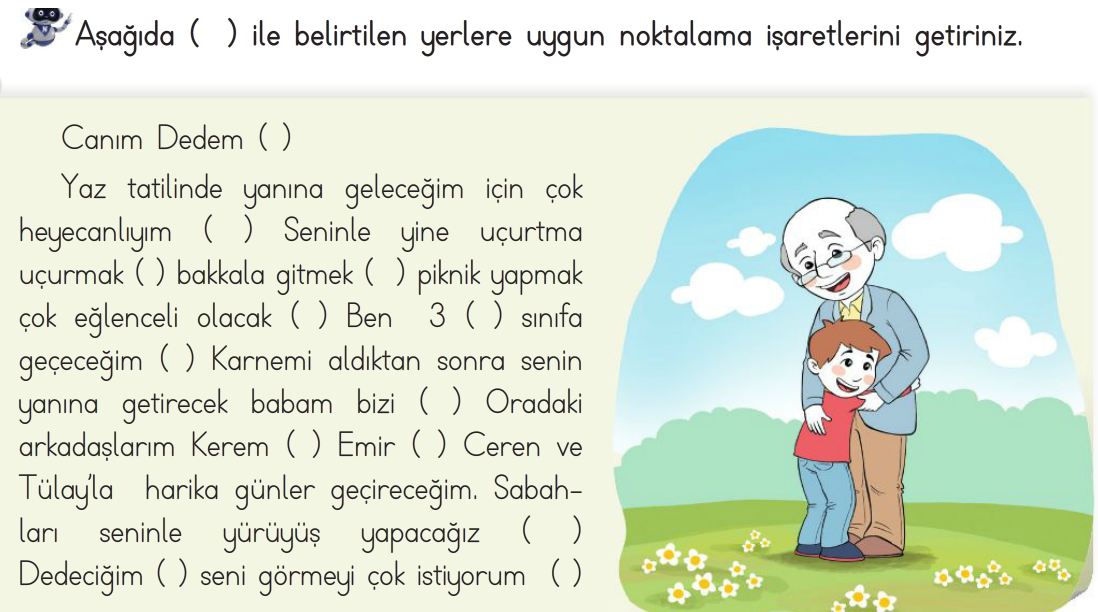 Aşağıda ( ) ile belirtilen yerlere uygun noktalama işaretlerini getiriniz.
Canım Dedem ( )
Yaz tatilinde yanına geleceğim için çok
heyecanlıyım ( ) Seninle yine uçurtma
uçurmak ( ) bakkala gitmek ( ) piknik yapmak
çok eğlenceli olacak ( ) Ben 3 ( ) sınıfa
geçeceğim ( ) Karnemi aldıktan sonra senin
yanına getirecek babam bizi ( ) Oradaki
arkadaşlarım Kerem ( ) Emir ( ) Ceren ve
Tülay'la harika günler geçireceğim. Sabah-
ları seninle yürüyüş yapacağız ( )
Dedeciğim ( ) seni görmeyi çok istiyorum ( )